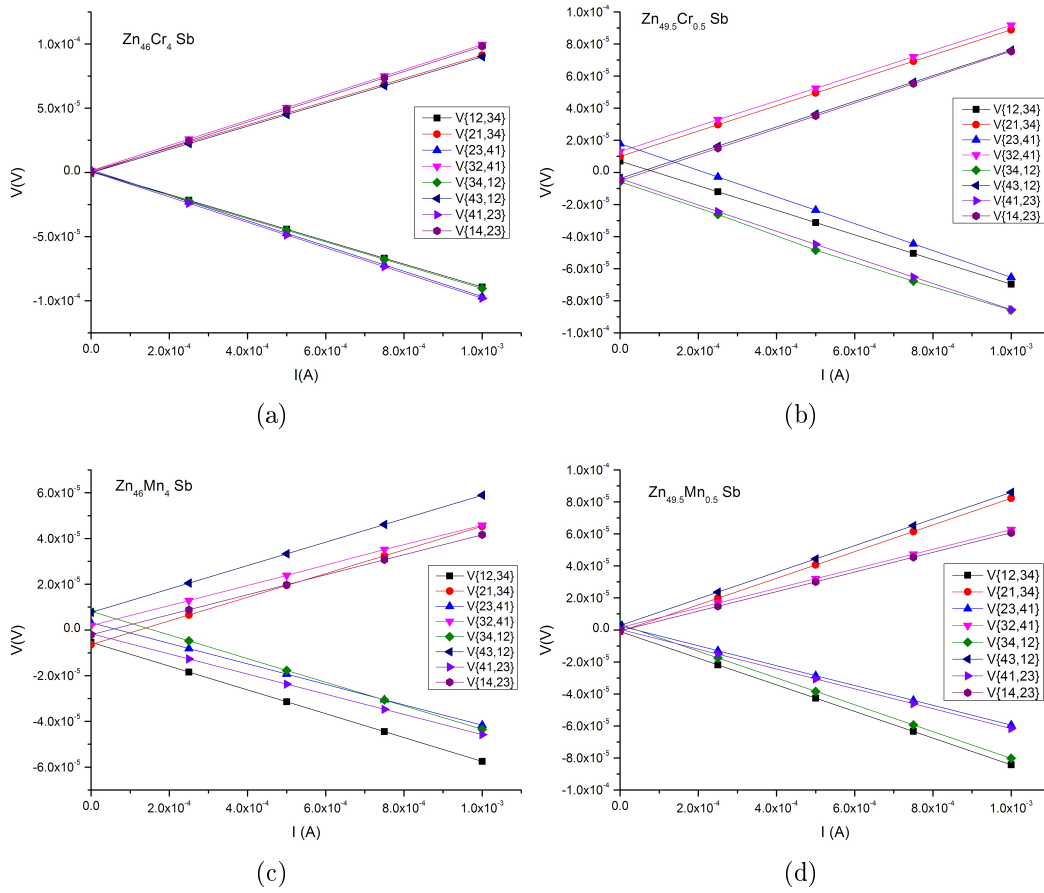 Zn46Cr4 Sb
1.0x10-4
5.0x10-5
0.0
-5.0x10-5
-1.0x10-4
V(V)
V{12,34}
V{21,34}
V{23,41}
V{32,41}
V{34,12}
V{43,12}
V{41,23}
V{14,23}
0.0 2.0x10-4 4.0x10-4 6.0x10-4 8.0x10-4 1.0x10-3
I(A)
(a)
Zn49.5Cr0.5 Sb
1.0x10-4
8.0x10-5
6.0x10-5
4.0x10-5
2.0x10-5
0.0
-2.0x10-5
-4.0x10-5
-6.0x10-5
-8.0x10-5
-1.0x10-4
V(V)
V{12,34}
V{21,34}
V{23,41}
V{32,41}
V{34,12}
V{43,12}
V{41,23}
V{14,23}
0.0 2.0x10-4 4.0x10-4 6.0x10-4 8.0x10-4 1.0x10-3
I (A)
(b)
Zn46Mn4 Sb
6.0x10-5
4.0x10-5
2.0x10-5
0.0
-2.0x10-5
-4.0x10-5
-6.0x10-5
V(V)
V{12,34}
V{21,34}
V{23,41}
V{32,41}
V{34,12}
V{43,12}
V{41,23}
V{14,23}
0.0 2.0x10-4 4.0x10-4 6.0x10-4 8.0x10-4 1.0x10-3
I (A)
(c)
Zn49.5Mn0.5 Sb
1.0x10-4
8.0x10-5
6.0x10-5
4.0x10-5
2.0x10-5
0.0
-2.0x10-5
-4.0x10-5
-6.0x10-5
-8.0x10-5
-1.0x10-4
V(V)
V{12,34}
V{21,34}
V{23,41}
V{32,41}
V{34,12}
V{43,12}
V{41,23}
V{14,23}
0.0 2.0x10-4 4.0x10-4 6.0x10-4 8.0x10-4 1.0x10-3
I (A)
(d)